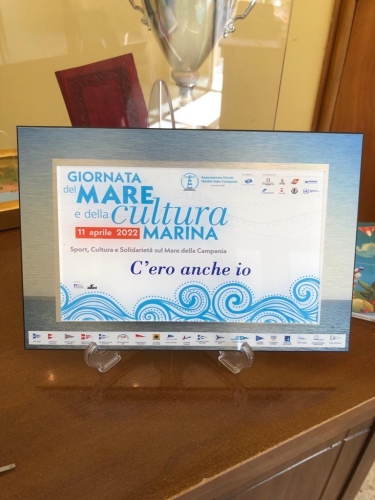 GIORNATA
del MARE
e della cultura
11 aprile 2022 MARINA
Sport, Cultura e Solidarietà sul Mare della Campania
C'ero anche io